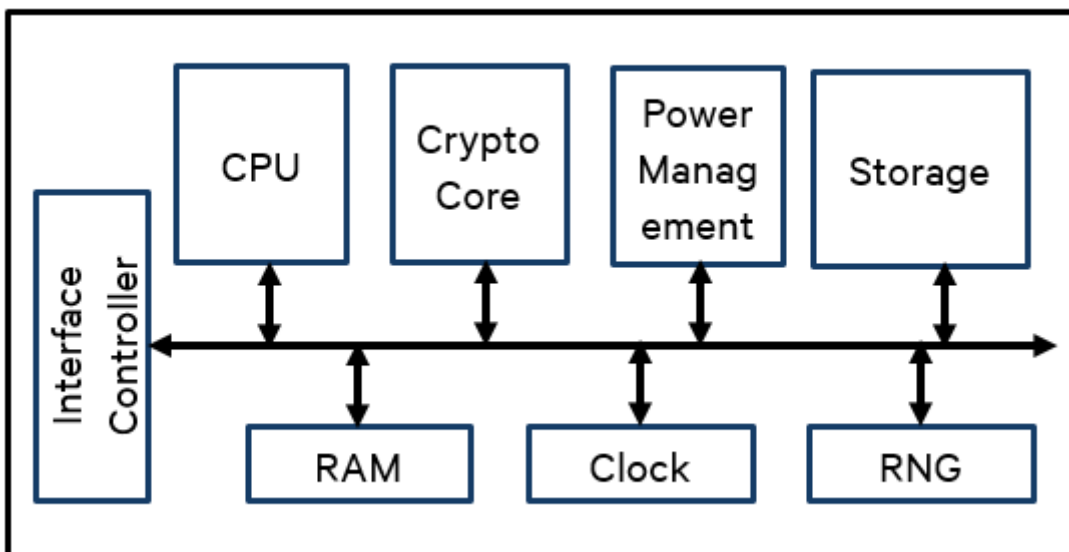 CPU
Crypto
Core
Power
Manag
ement
Storage
Interface
Controller
RAM
Clock
RNG